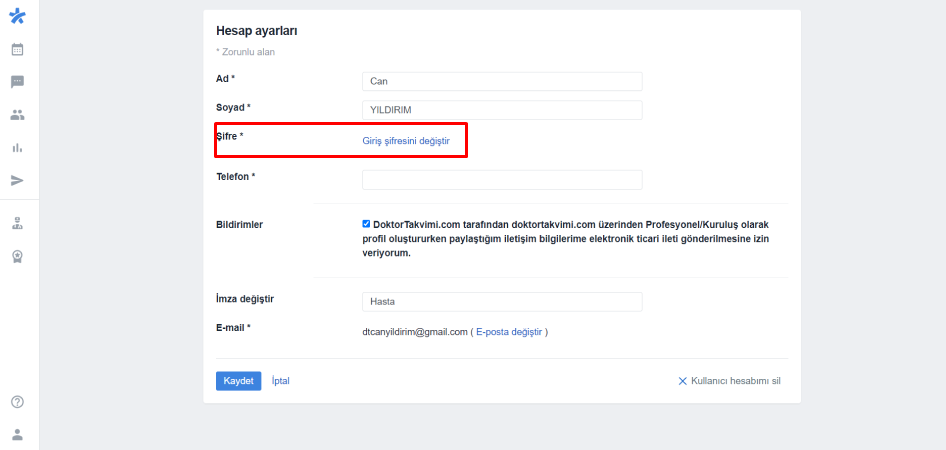 Hesap ayarları
* Zorunlu alan
Ad *
Can
Soyad *
YILDIRIM
Şifre *
Giriş şifresini değiştir
Telefon *
Bildirimler
DoktorTakvimi.com tarafından doktortakvimi.com üzerinden Profesyonel/Kuruluş olarak
profil oluştururken paylaştığım iletişim bilgilerime elektronik ticari ileti gönderilmesine izin
veriyorum.
İmza değiştir
Hasta
E-mail *
dtcanyildirim@gmail.com ( E-posta değiştir )
Kaydet
İptal
Kullanıcı hesabımı sil